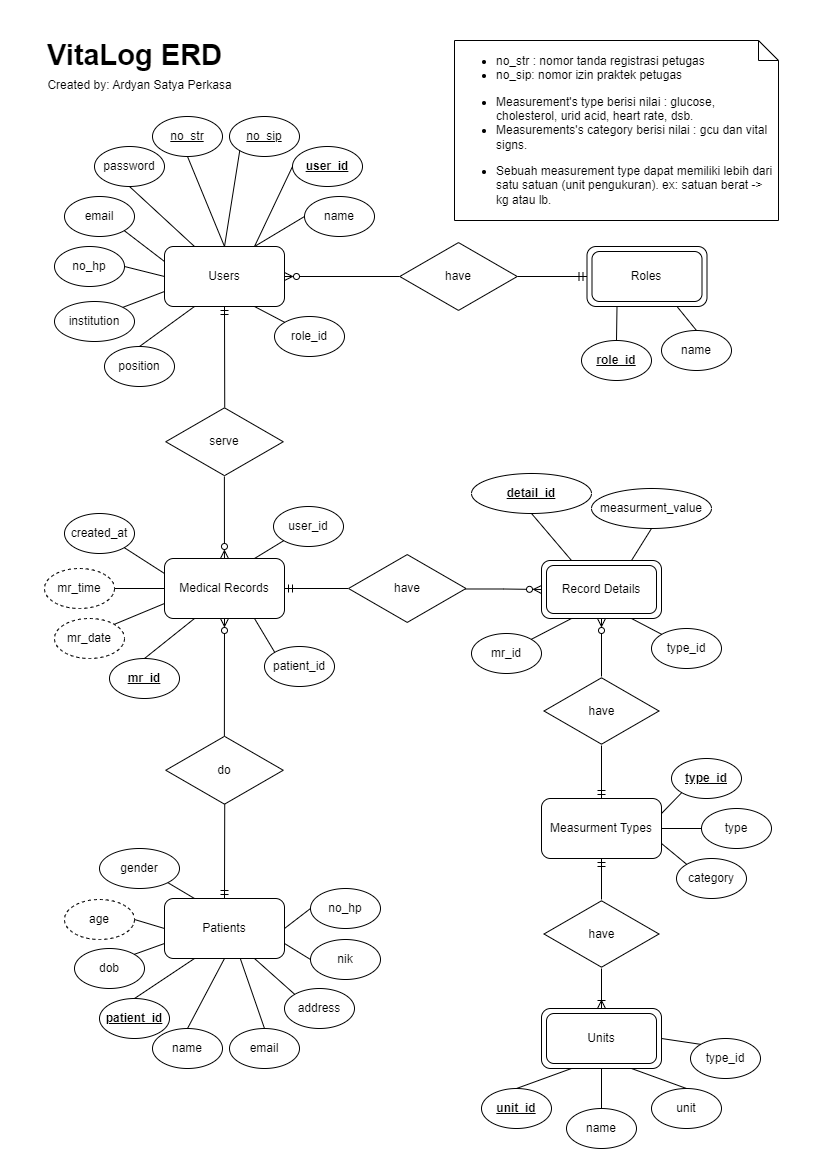 VitaLog ERD
Created by: Ardyan Satya Perkasa
no_str : nomor tanda registrasi petugas
no_sip: nomor izin praktek petugas
Measurement's type berisi nilai : glucose,
cholesterol, urid acid, heart rate, dsb.
Measurements's category berisi nilai : gcu dan vital
signs.
Sebuah measurement type dapat memiliki lebih dari
satu satuan (unit pengukuran). ex: satuan berat ->
kg atau lb.
no_str
no_sip
password
user_id
email
name
no_hp
Users
have
Roles
institution
role_id
position
role_id
name
serve
detail_id
measurment_value
created_at
user_id
mr_time
Medical Records
have
Record Details
mr_date
mr_id
patient_id
mr_id
type_id
have
do
type_id
Measurment Types
type
category
gender
age
Patients
no_hp
nik
dob
patient_id
address
name
email
have
Units
type_id
unit_id
name
unit